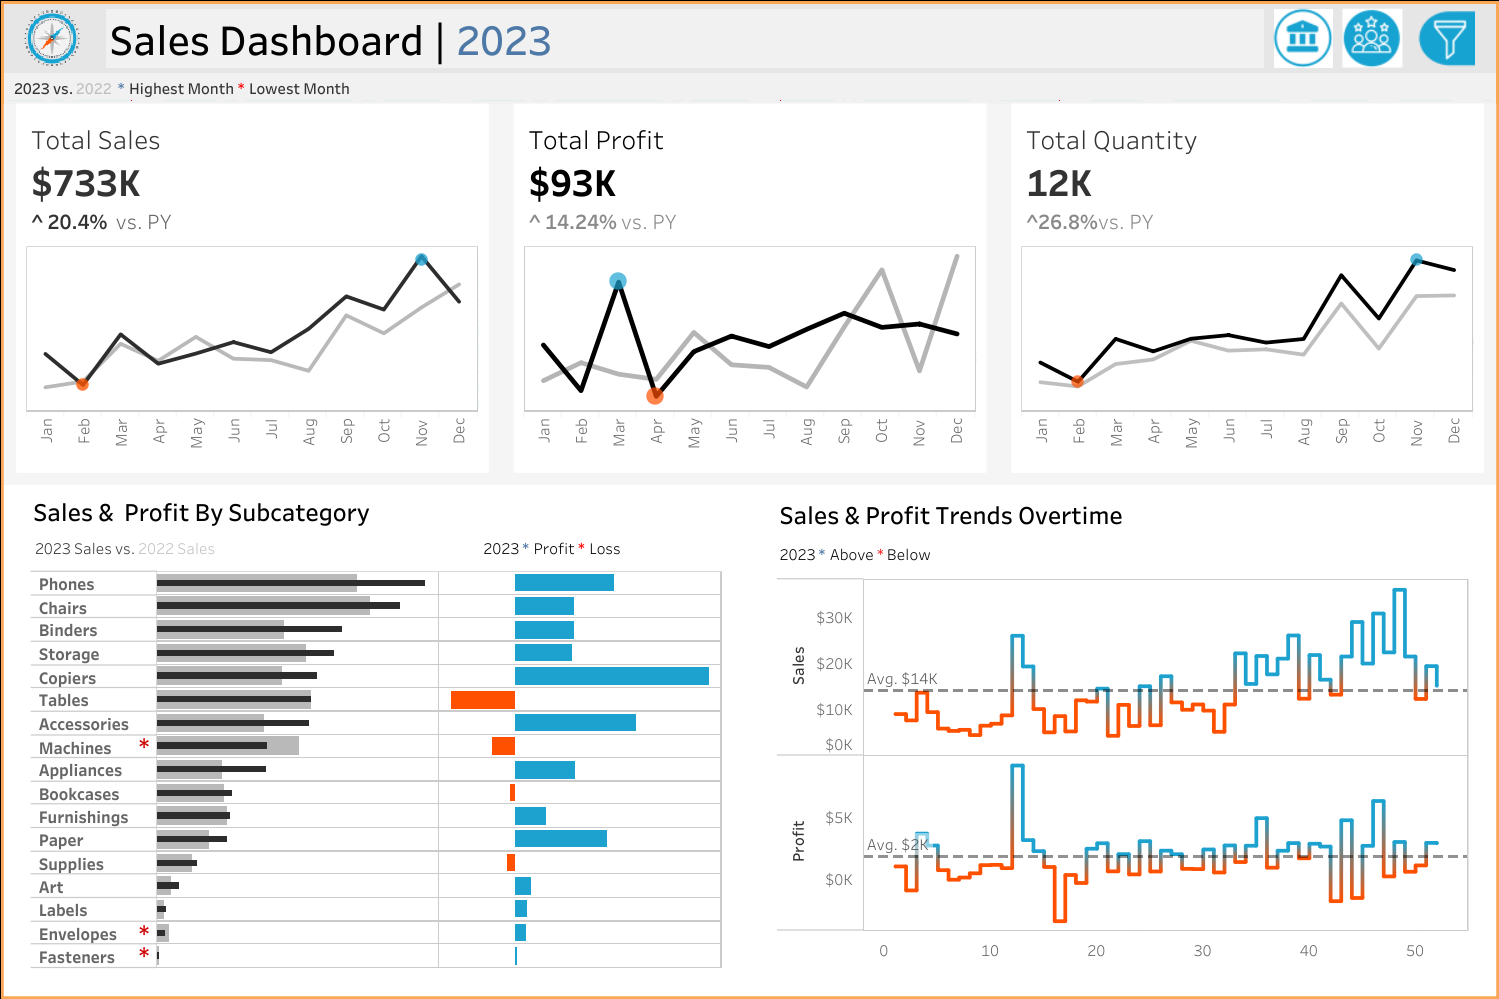 Sales Dashboard | 2023
2023 vs. 2022 * Highest Month * Lowest Month
Total Sales
$733K
^ 20.4% vs. PY
Jan Feb Mar Apr May Jun Jul Aug Sep Oct Nov Dec
Total Profit
$93K
^ 14.24% vs. PY
Jan Feb Mar Apr May Jun Jul Aug Sep Oct Nov Dec
Total Quantity
12K
^26.8%vs. PY
Jan Feb Mar Apr May Jun Jul Aug Sep Oct Nov Dec
Sales & Profit By Subcategory
2023 Sales vs. 2022 Sales
2023 * Profit * Loss
Phones
Chairs
Binders
Storage
Copiers
Tables
Accessories
Machines *
Appliances
Bookcases
Furnishings
Paper
Supplies
Art
Labels
Envelopes *
Fasteners *
Sales & Profit Trends Overtime
2023 * Above * Below
Sales
$30K
$20K
$10K
$0K
Avg. $14K
Profit
$5K
$0K
Avg. $2K
0 10 20 30 40 50